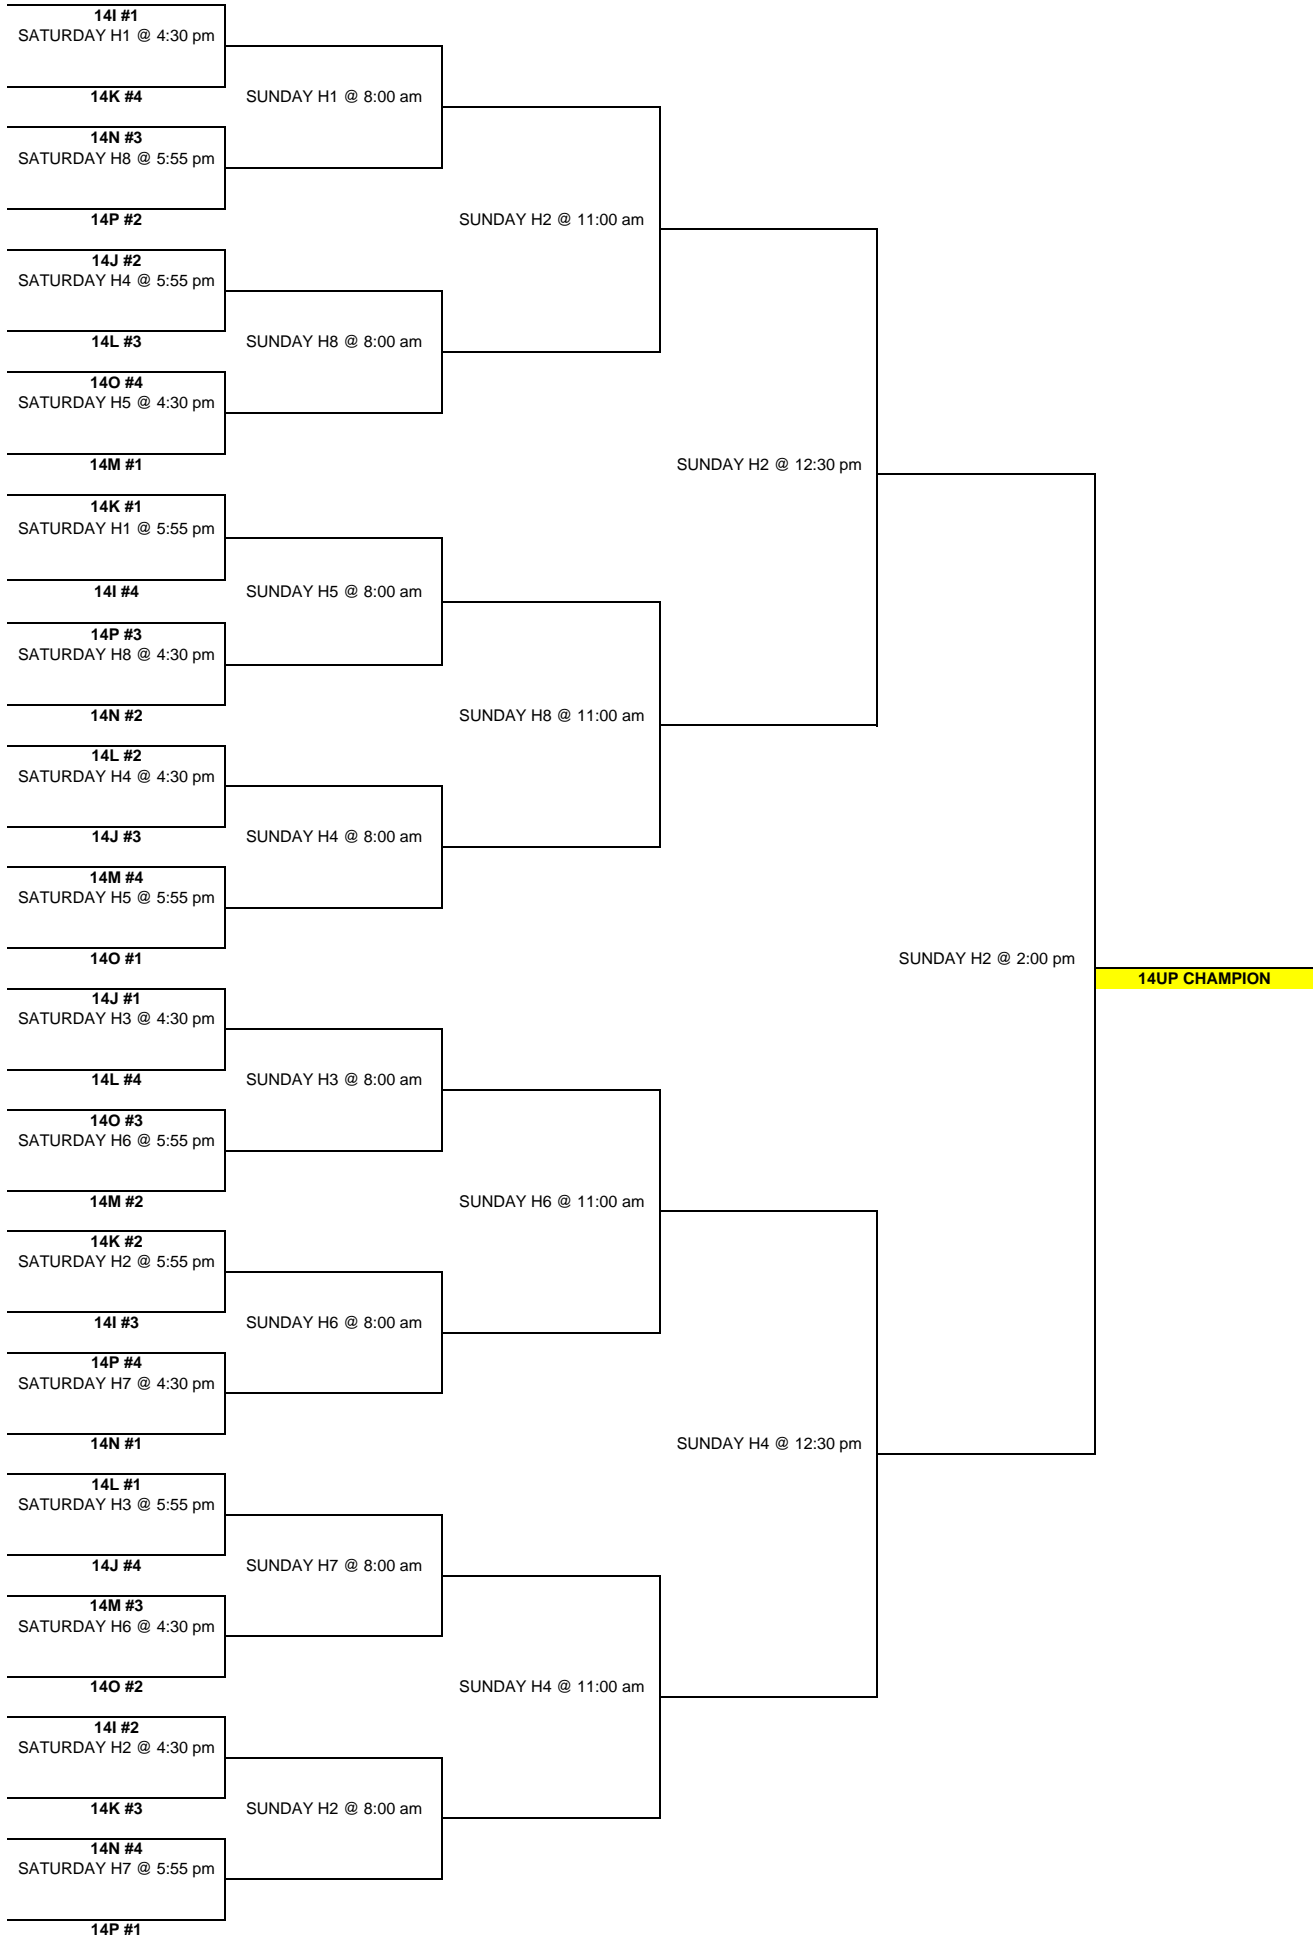 14I #1
SATURDAY H1 @ 4:30 pm
14K #4
SUNDAY H1 @ 8:00 am
14N #3
SATURDAY H8 @ 5:55 pm
14P #2
SUNDAY H2 @ 11:00 am
14J #2
SATURDAY H4 @ 5:55 pm
14L #3
SUNDAY H8 @ 8:00 am
14O #4
SATURDAY H5 @ 4:30 pm
14M #1
SUNDAY H2 @ 12:30 pm
14K #1
SATURDAY H1 @ 5:55 pm
14I #4
SUNDAY H5 @ 8:00 am
14P #3
SATURDAY H8 @ 4:30 pm
14N #2
SUNDAY H8 @ 11:00 am
14L #2
SATURDAY H4 @ 4:30 pm
14J #3
SUNDAY H4 @ 8:00 am
14M #4
SATURDAY H5 @ 5:55 pm
14O #1
SUNDAY H2 @ 2:00 pm
14UP CHAMPION
14J #1
SATURDAY H3 @ 4:30 pm
14L #4
SUNDAY H3 @ 8:00 am
14O #3
SATURDAY H6 @ 5:55 pm
14M #2
SUNDAY H6 @ 11:00 am
14K #2
SATURDAY H2 @ 5:55 pm
14I #3
SUNDAY H6 @ 8:00 am
14P #4
SATURDAY H7 @ 4:30 pm
14N #1
SUNDAY H4 @ 12:30 pm
14L #1
SATURDAY H3 @ 5:55 pm
14J #4
SUNDAY H7 @ 8:00 am
14M #3
SATURDAY H6 @ 4:30 pm
14O #2
SUNDAY H4 @ 11:00 am
14I #2
SATURDAY H2 @ 4:30 pm
14K #3
SUNDAY H2 @ 8:00 am
14N #4
SATURDAY H7 @ 5:55 pm
14P #1